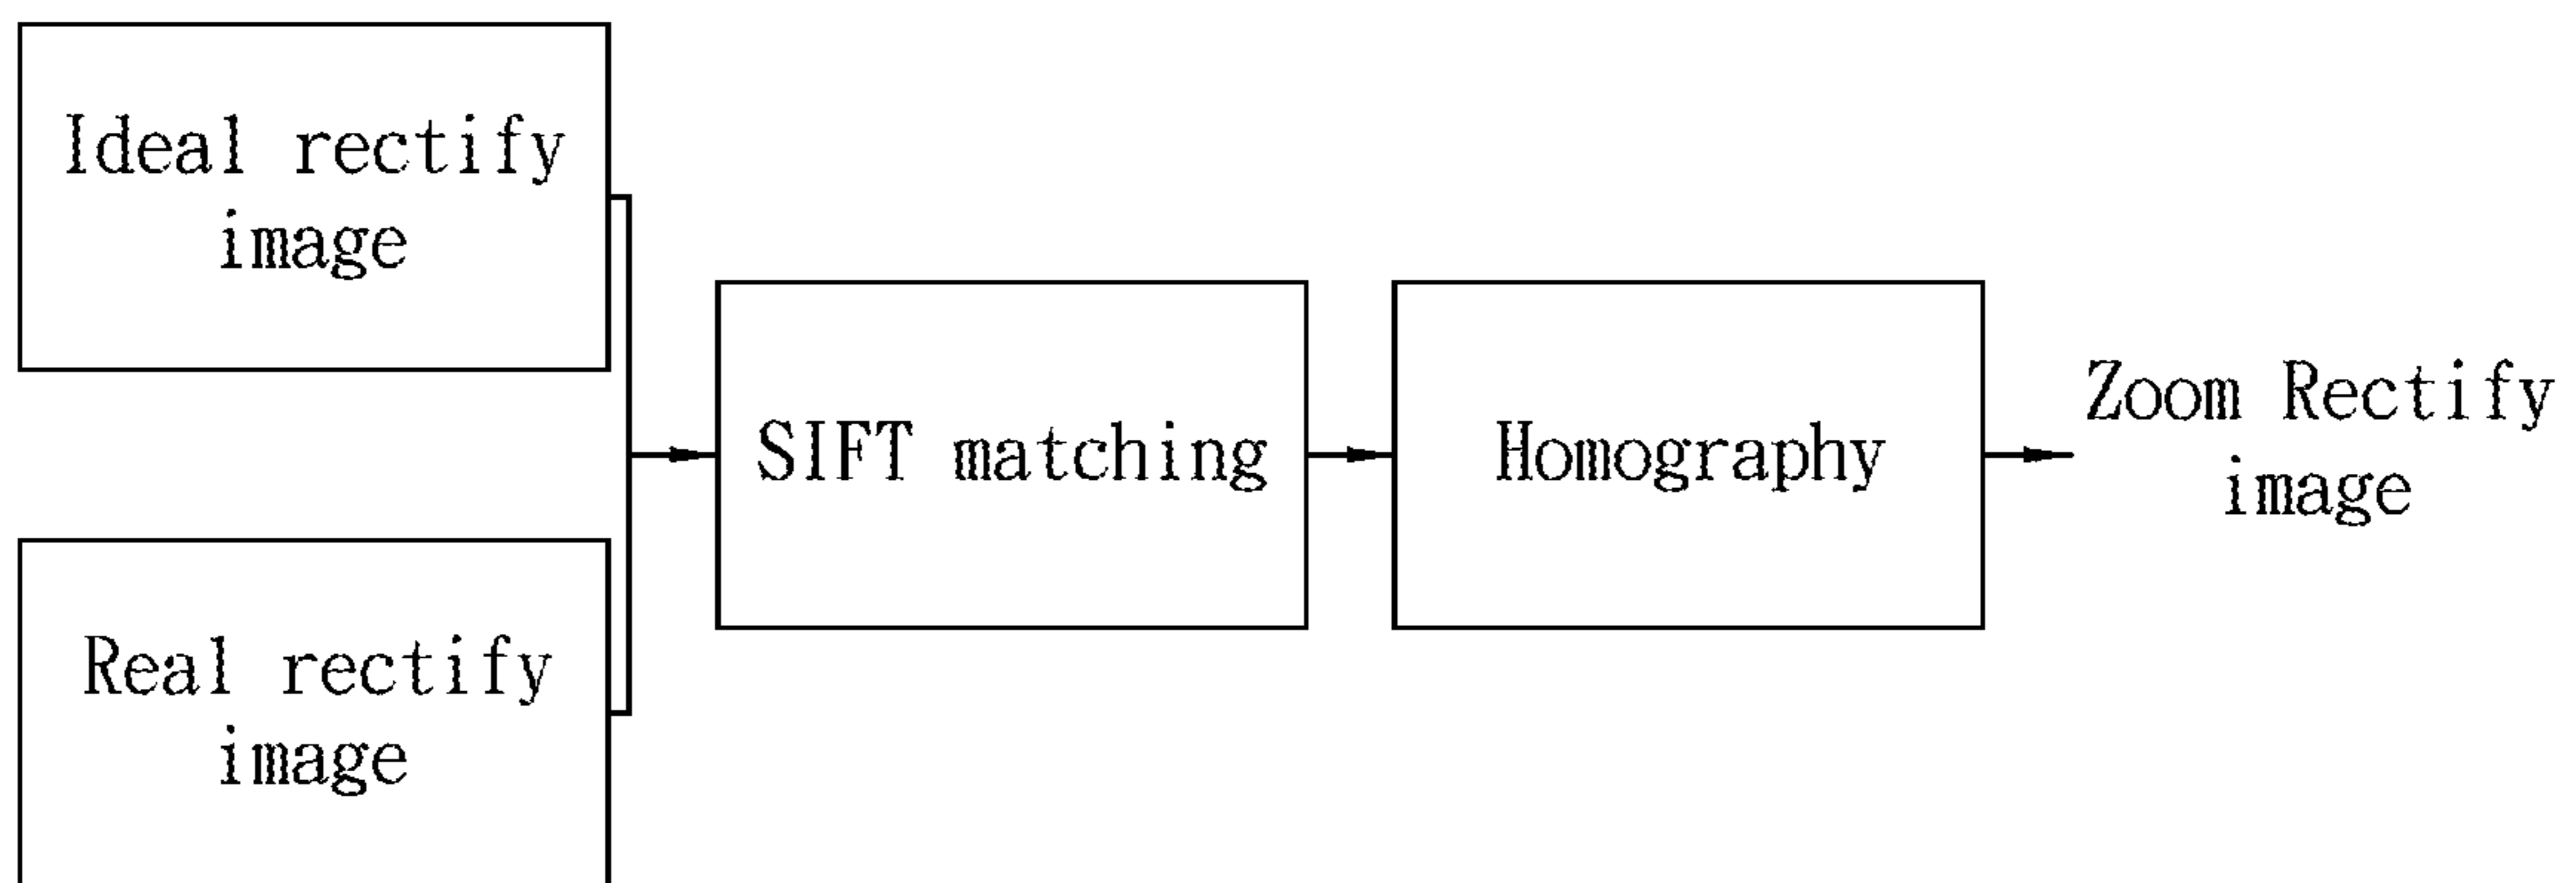 Ideal rectify
image
Real rectify
image
SIFT matching
Homography
Zoom Rectify
image